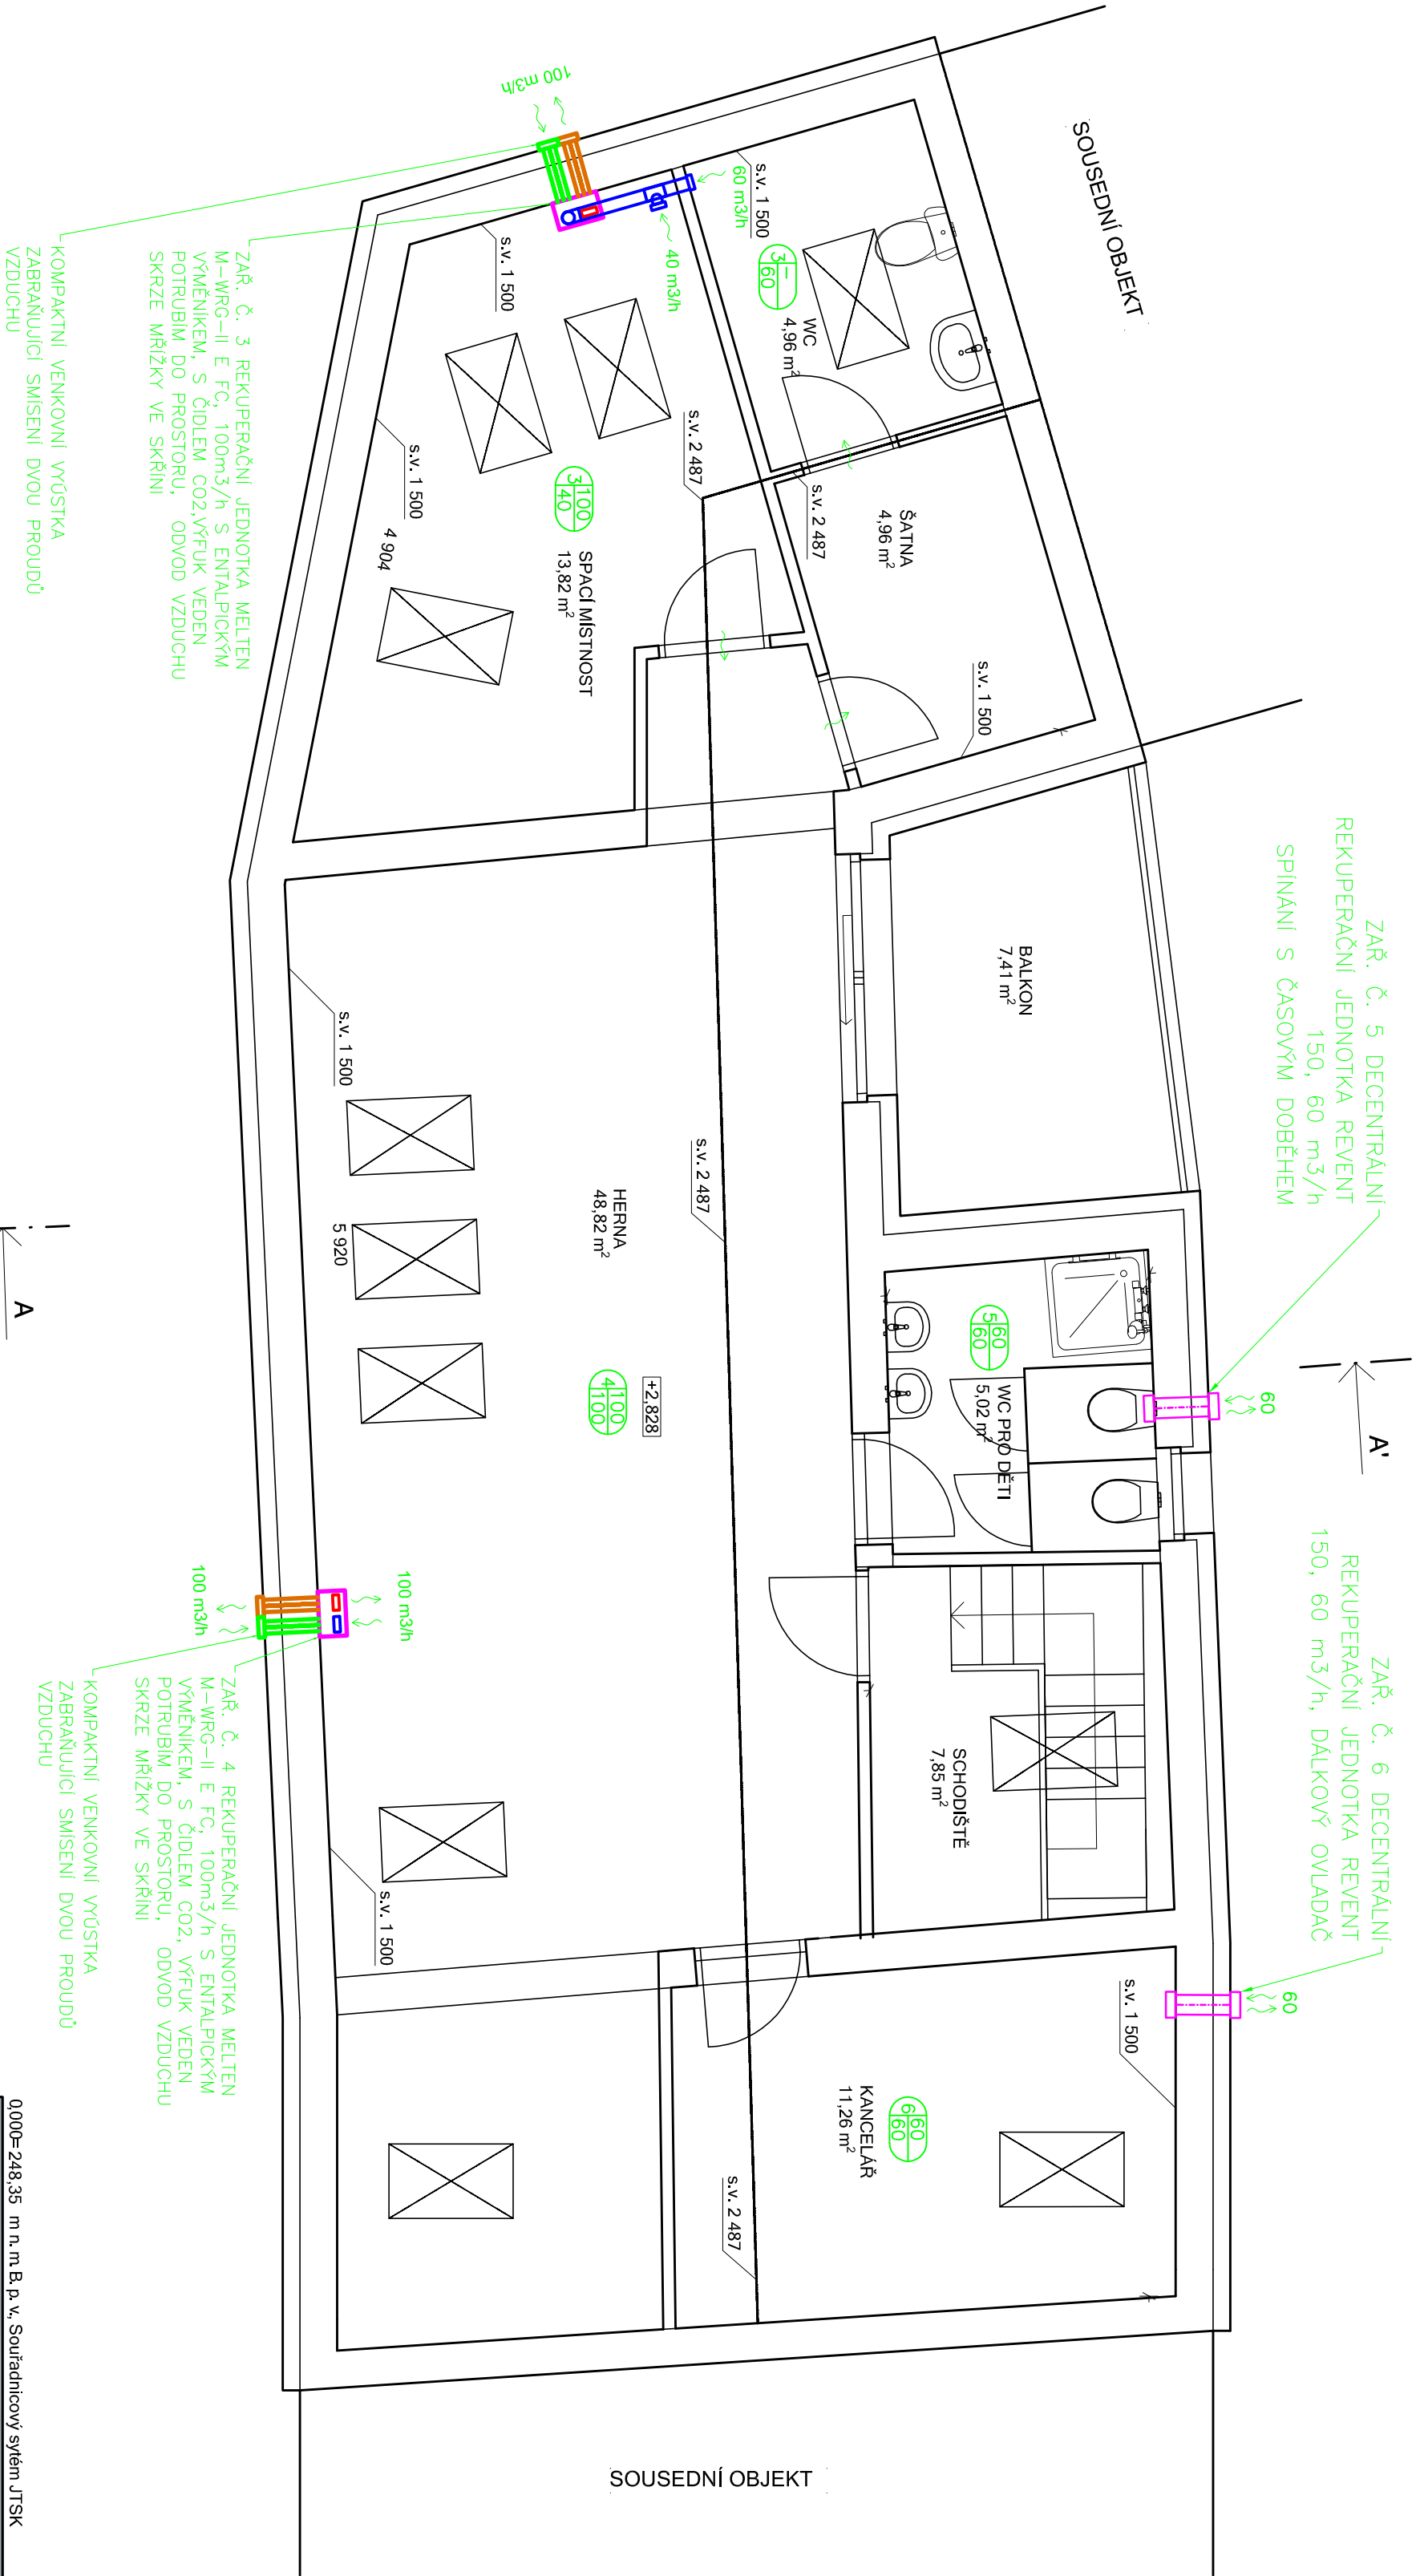 SOUSEDNÍ OBJEKT
100 m3/h
s.v. 1 500
60 m3/h
3 –
60
WC
4,96 m²
40 m3/h
s.v. 1 500
s.v. 2 487
s.v. 2 487
ŠATNA
4,96 m²
s.v. 1 500
s.v. 1 500
4 904
3 100
40
SPACÍ MÍSTNOST
13,82 m²
ZAŘ. Č. 3 REKUPERAČNÍ JEDNOTKA MELTEN
M-WRG-II E FC, 100m3/h S ENTALPICKÝM
VÝMĚNÍKEM, S ČIDLEM CO2,VÝFUK VEDEN
POTRUBÍM DO PROSTORU, ODVOD VZDUCHU
SKRZE MŘÍŽKY VE SKŘÍNI
KOMPAKTNÍ VENKOVNÍ VYÚSTKA
ZABRAŇUJÍCÍ SMÍSENÍ DVOU PROUDŮ
VZDUCHU
ZAŘ. Č. 5 DECENTRÁLNÍ
REKUPERAČNÍ JEDNOTKA REVENT
150, 60 m3/h
SPÍNÁNÍ S ČASOVÝM DOBĚHEM
BALKON
7,41 m²
s.v. 1 500
s.v. 2 487
HERNA
48,82 m²
5 920
+2,828
4 100
100
A
A'
60
5 60
60
WC PRO DĚTI
5,02 m²
ZAŘ. Č. 6 DECENTRÁLNÍ
REKUPERAČNÍ JEDNOTKA REVENT
150, 60 m3/h, DÁLKOVÝ OVLADAČ
60
SCHODIŠTĚ
7,85 m²
100 m3/h
100 m3/h
s.v. 1 500
ZAŘ. Č. 4 REKUPERAČNÍ JEDNOTKA MELTEN
M-WRG-II E FC, 100m3/h S ENTALPICKÝM
VÝMĚNÍKEM, S ČIDLEM CO2, VÝFUK VEDEN
POTRUBÍM DO PROSTORU, ODVOD VZDUCHU
SKRZE MŘÍŽKY VE SKŘÍNI
KOMPAKTNÍ VENKOVNÍ VYÚSTKA
ZABRAŇUJÍCÍ SMÍSENÍ DVOU PROUDŮ
VZDUCHU
s.v. 1 500
6 60
60
KANCELÁŘ
11,26 m²
s.v. 2 487
SOUSEDNÍ OBJEKT
0,000=248,35 m n. m B. p. v., Souřadnicový sytém JTSK